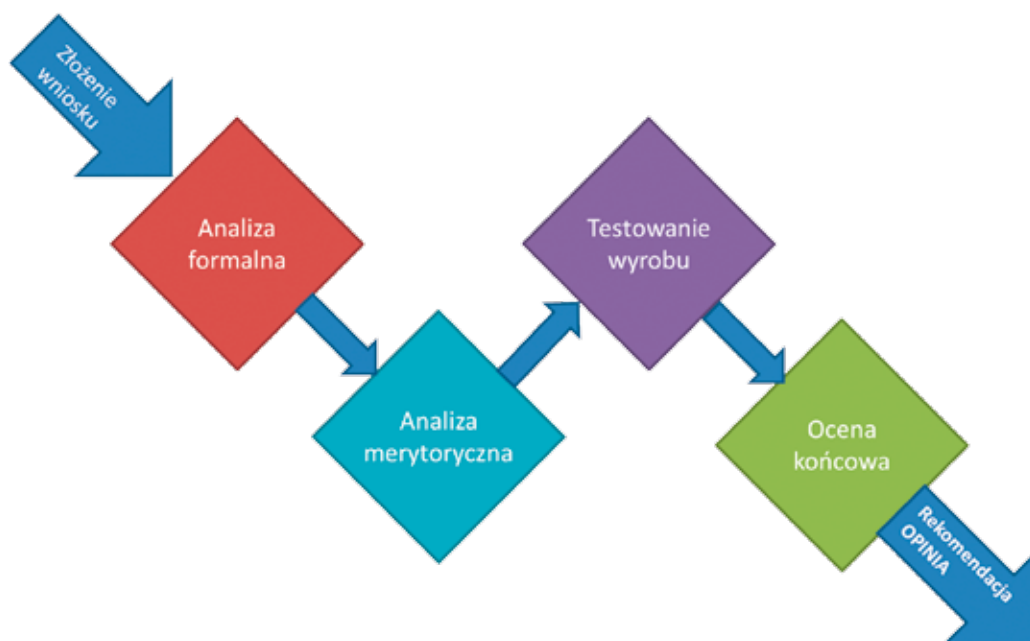 Złożenie
wniosku
Analiza
formalna
Analiza
merytoryczna
Testowanie
wyrobu
Ocena
końcowa
Rekomendacja
OPINIA